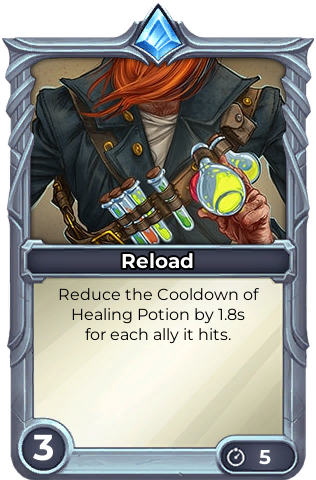 Reload
Reduce the Cooldown of
Healing Potion by 1.8s
for each ally it hits.
3
5